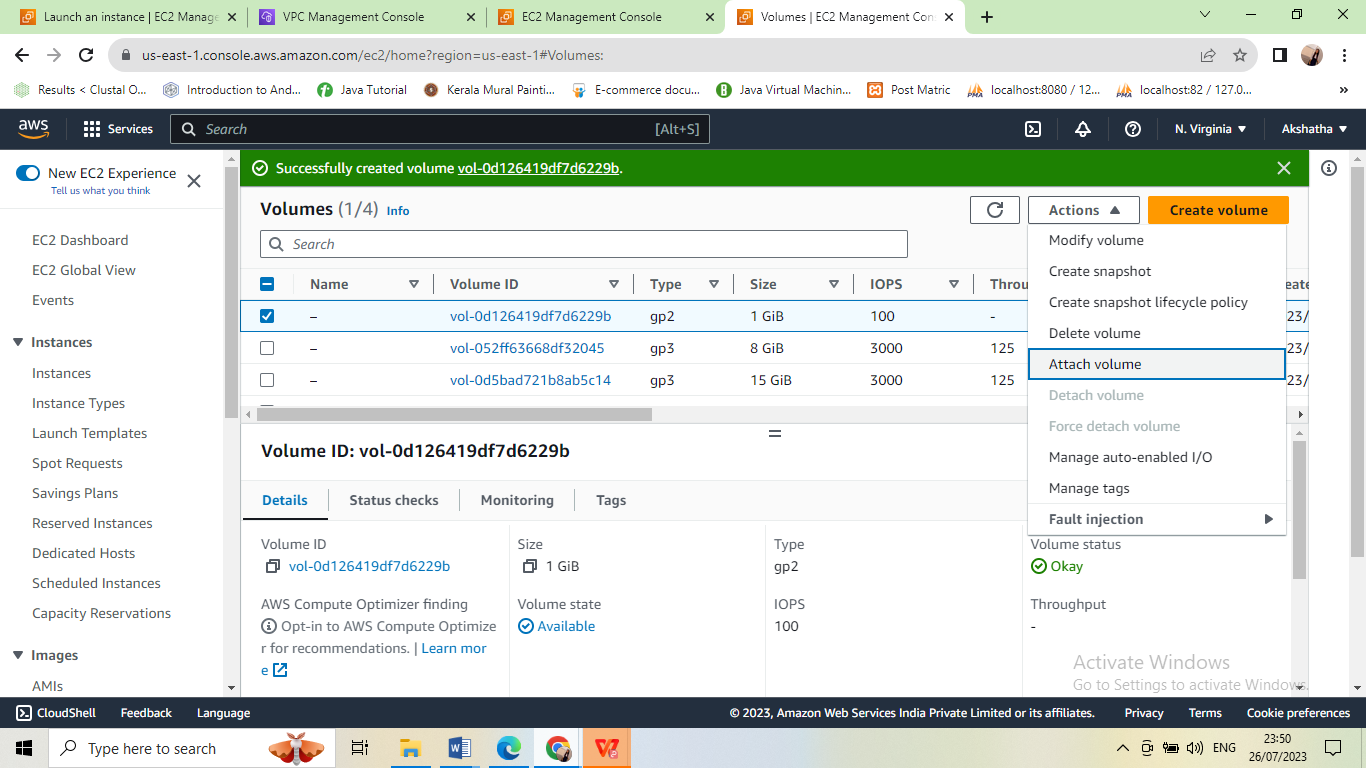 Launch an instance | EC2 Manage
VPC Management Console
EC2 Management Console
Volumes | EC2 Management Con
us-east-1.console.aws.amazon.com/ec2/home?region=us-east-1#Volumes:
Results < Clustal O...
Introduction to And...
Java Tutorial
Kerala Mural Painti...
E-commerce docu...
Java Virtual Machin...
Post Matric
localhost:8080 / 12...
localhost:82 / 127.0...
»
aws
Services
Search
[Alt+S]
N. Virginia
Akshatha
New EC2 Experience
Tell us what you think
EC2 Dashboard
EC2 Global View
Events
Instances
Instances
Instance Types
Launch Templates
Spot Requests
Savings Plans
Reserved Instances
Dedicated Hosts
Scheduled Instances
Capacity Reservations
Images
AMIs
Successfully created volume vol-0d126419df7d6229b.
Volumes (1/4) Info
Actions
Create volume
Search
Name
Volume ID
Type
Size
IOPS
Throu
eate
– vol-0d126419df7d6229b gp2 1 GiB 100 - 23/
– vol-052ff63668df32045 gp3 8 GiB 3000 125 23/
– vol-0d5bad721b8ab5c14 gp3 15 GiB 3000 125 23/
Modify volume
Create snapshot
Create snapshot lifecycle policy
Delete volume
Attach volume
Detach volume
Force detach volume
Manage auto-enabled I/O
Manage tags
Fault injection
Volume ID: vol-0d126419df7d6229b
Details
Status checks
Monitoring
Tags
Volume ID
vol-0d126419df7d6229b
Size
1 GiB
Type
gp2
Volume status
Okay
AWS Compute Optimizer finding
Opt-in to AWS Compute Optimize
r for recommendations. | Learn mor
e
Volume state
Available
IOPS
100
Throughput
-
Activate Windows
Go to Settings to activate Windows.
CloudShell
Feedback
Language
© 2023, Amazon Web Services India Private Limited or its affiliates.
Privacy
Terms
Cookie preferences
Type here to search
ENG
23:50
26/07/2023